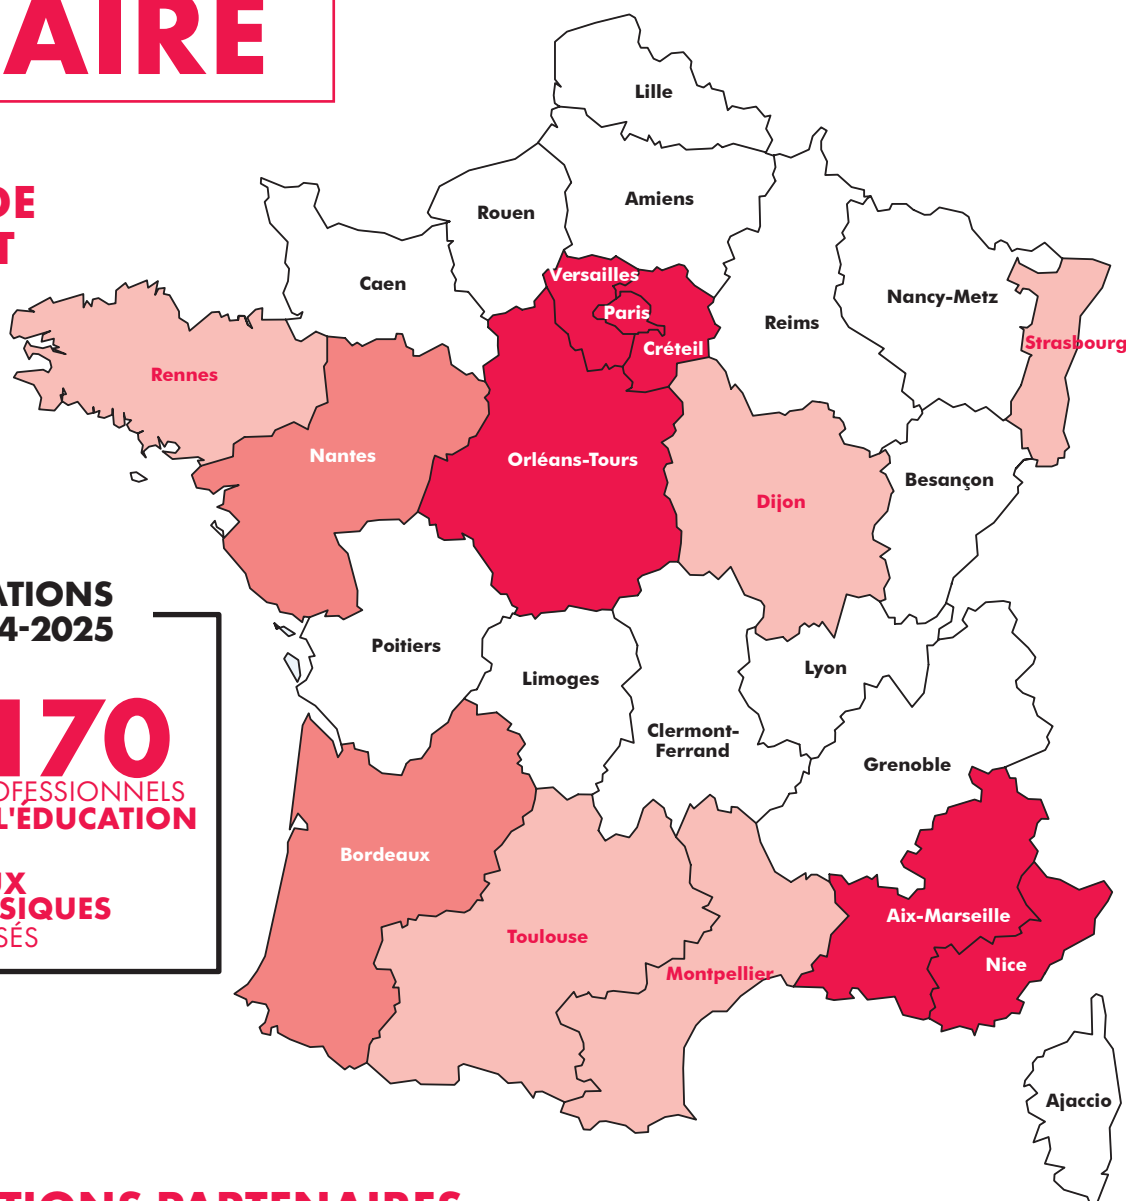 AIRE
DE
T
Lille
Amiens
Rouen
Caen
Versailles
Paris
Créteil
Reims
Nancy-Metz
Strasbourg
Rennes
Nantes
Orléans-Tours
Dijon
Besançon
ATIONS
4-2025
Poitiers
Limoges
Lyon
Clermont-
Ferrand
Grenoble
170
OFESSIONNELS
L'ÉDUCATION
UX
SIQUES
SÉS
Bordeaux
Toulouse
Montpellier
Aix-Marseille
Nice
Ajaccio
TIONS PARTENAIRES